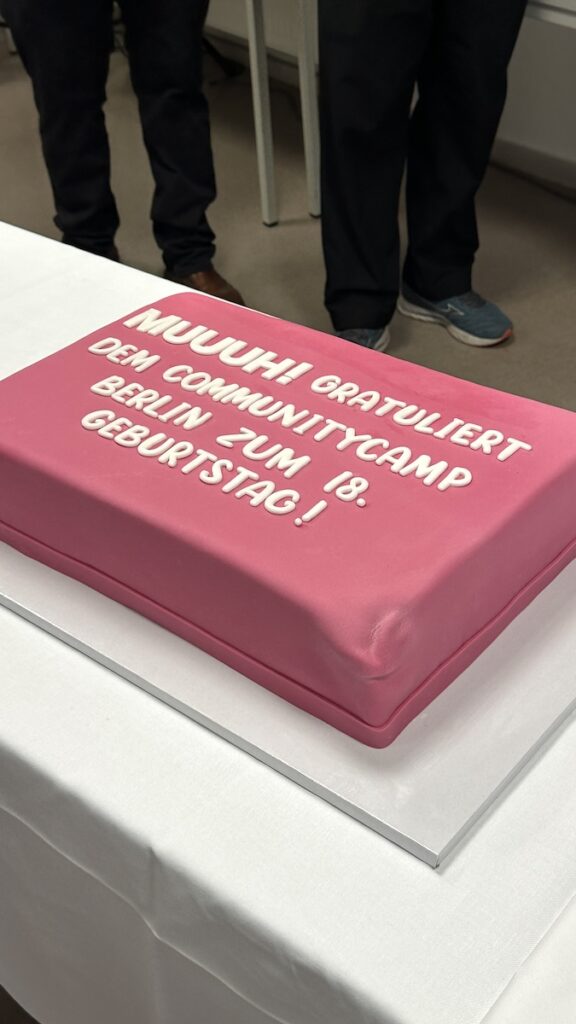 MUUUH! GRATULIERT
DEM COMMUNITYCAMP
BERLIN ZUM 18.
GEBURTSTAG!